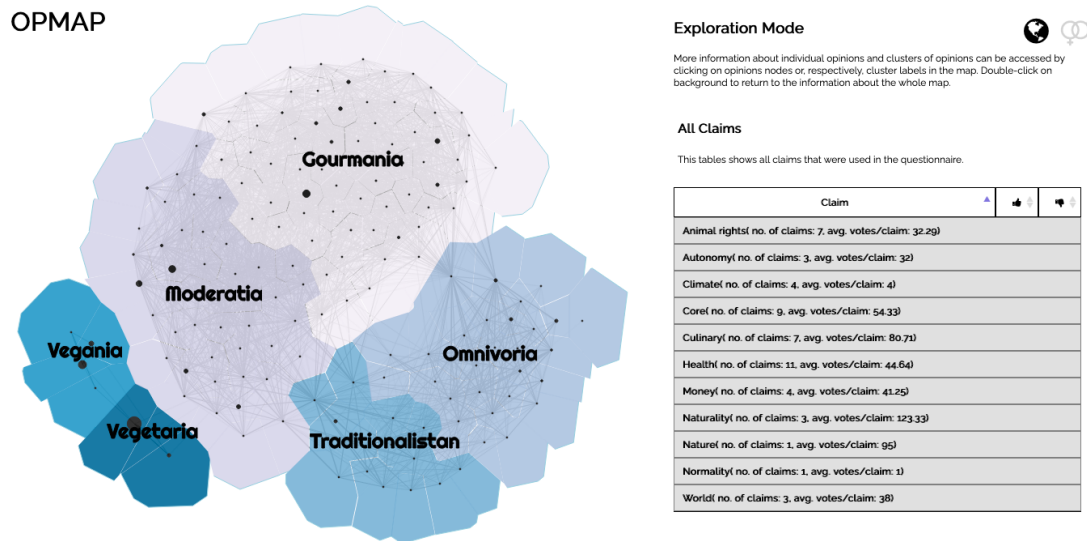 OPMAP
Gourmania
Moderatia
Vegania
Omnivoria
Vegetaria
Traditionalistan
Exploration Mode
More information about individual opinions and clusters of opinions can be accessed by
clicking on opinions nodes or, respectively, cluster labels in the map. Double-click on
background to return to the information about the whole map.
All Claims
This tables shows all claims that were used in the questionnaire.
Claim
Animal rights( no. of claims: 7, avg. votes/claim: 32.29)
Autonomy( no. of claims: 3, avg. votes/claim: 32)
Climate( no. of claims: 4, avg. votes/claim: 4)
Core( no. of claims: 9, avg. votes/claim: 54.33)
Culinary( no. of claims: 7, avg. votes/claim: 80.71)
Health( no. of claims: 11, avg. votes/claim: 44.64)
Money( no. of claims: 4, avg. votes/claim: 41.25)
Naturality( no. of claims: 3, avg. votes/claim: 123.33)
Nature( no. of claims: 1, avg. votes/claim: 95)
Normality( no. of claims: 1, avg. votes/claim: 1)
World( no. of claims: 3, avg. votes/claim: 38)